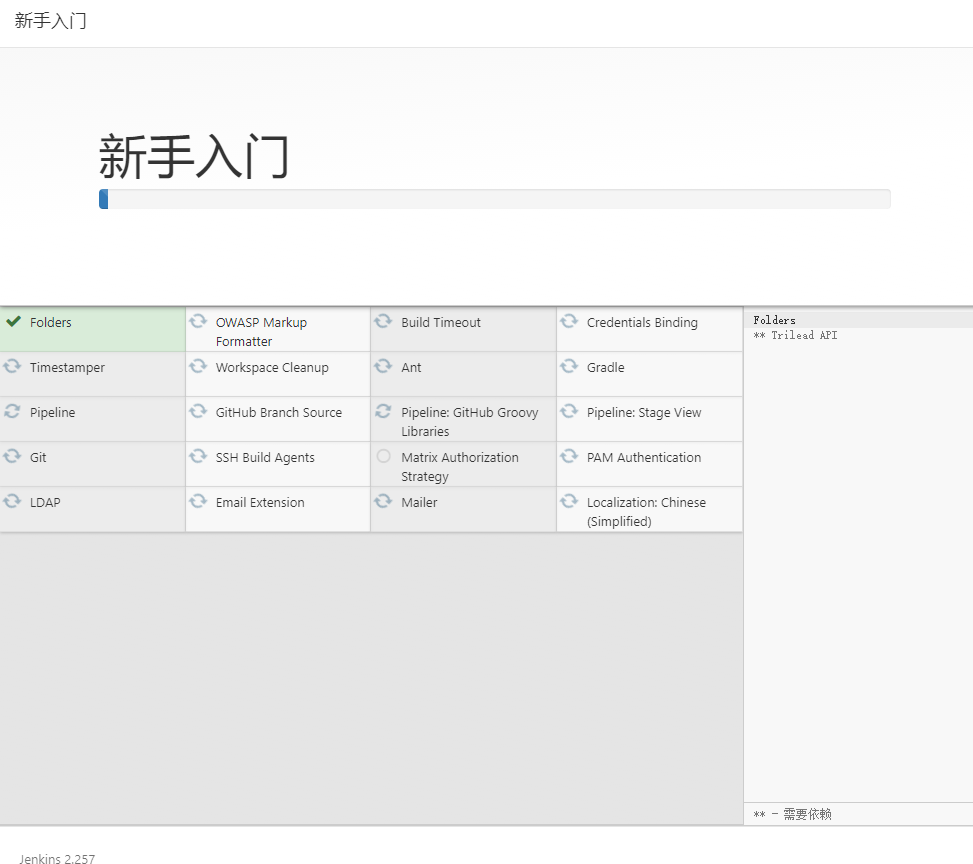 新手入门
新手入门
Folders
OWASP Markup
Formatter
Build Timeout
Credentials Binding
Timestamper
Workspace Cleanup
Ant
Gradle
Pipeline
GitHub Branch Source
Pipeline: GitHub Groovy
Libraries
Pipeline: Stage View
Git
SSH Build Agents
Matrix Authorization
Strategy
PAM Authentication
LDAP
Email Extension
Mailer
Localization: Chinese
(Simplified)
Folders
** Trilead API
** - 需要依赖
Jenkins 2.257